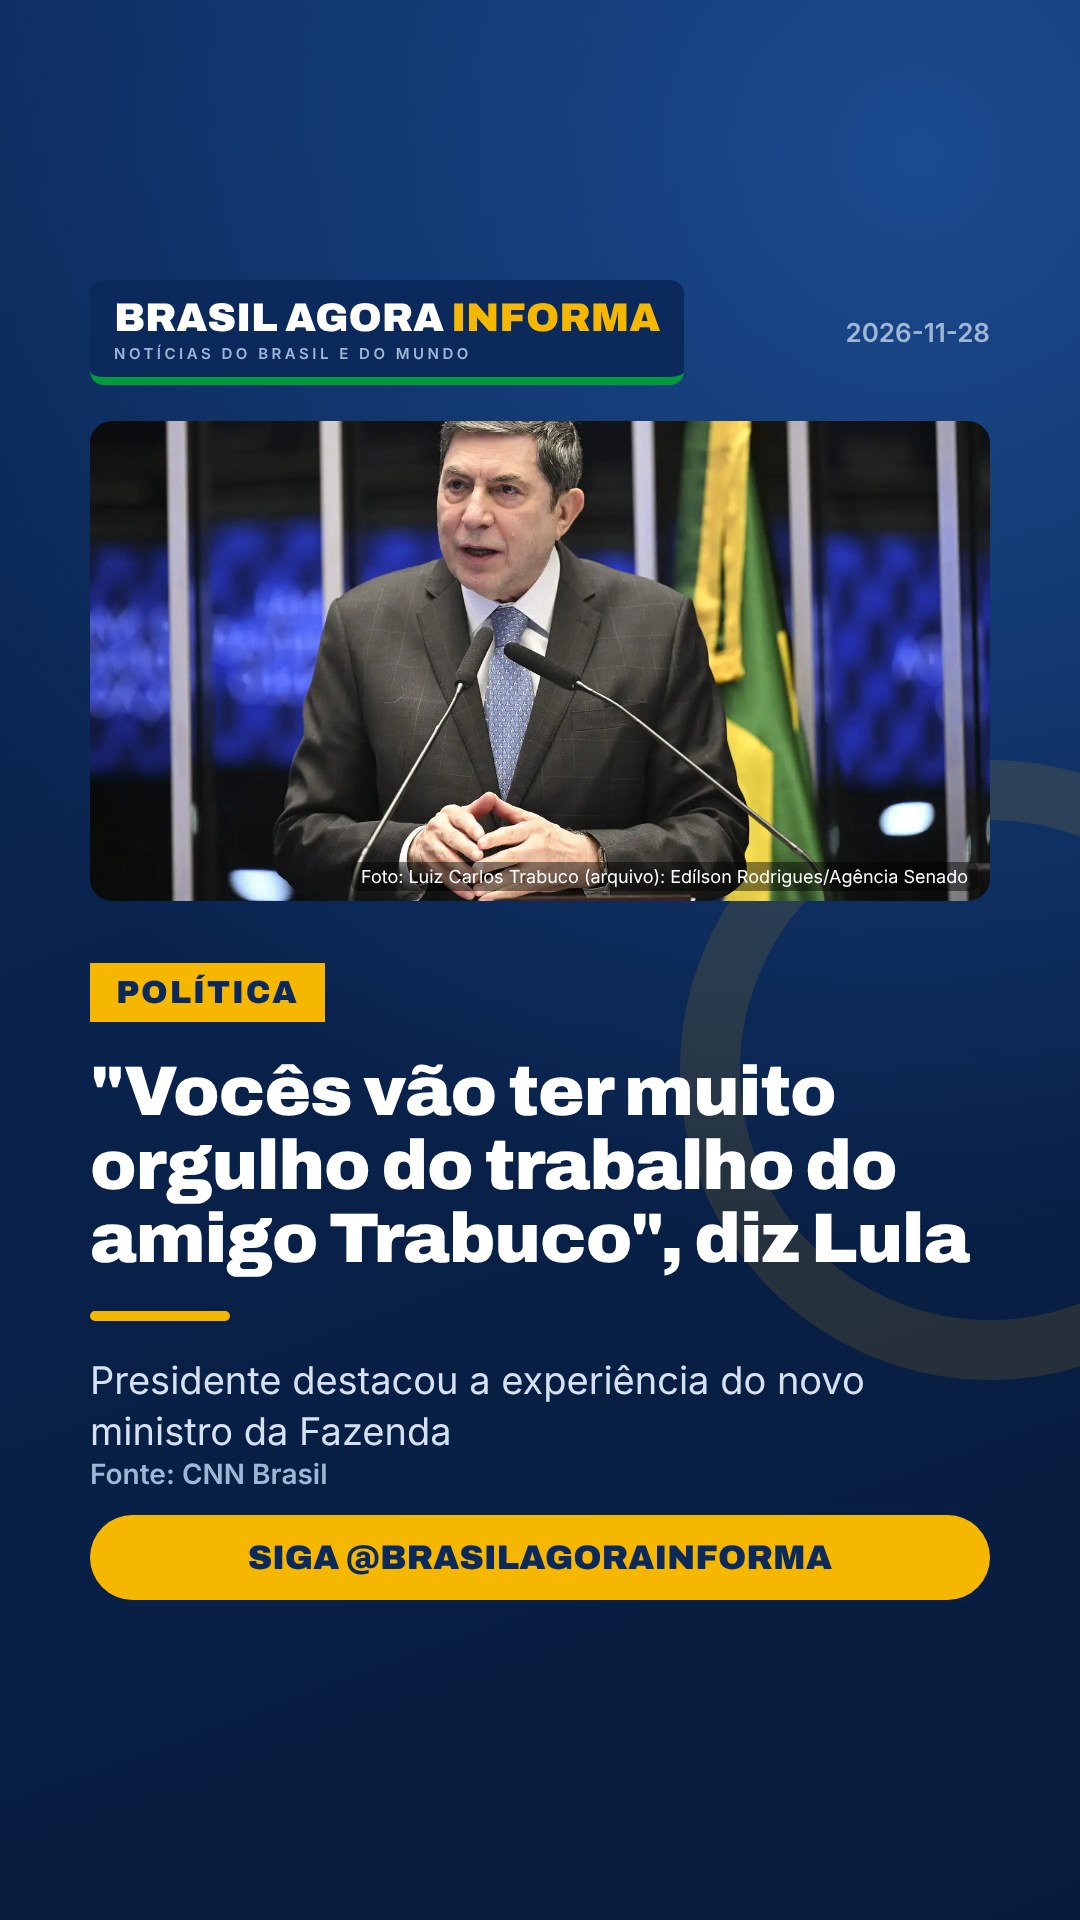 BRASIL AGORA INFORMA
NOTÍCIAS DO BRASIL E DO MUNDO
2026-11-28
Foto: Luiz Carlos Trabuco (arquivo): Edílson Rodrigues/Agência Senado
POLÍTICA
"Vocês vão ter muito
orgulho do trabalho do
amigo Trabuco", diz Lula
Presidente destacou a experiência do novo
ministro da Fazenda
Fonte: CNN Brasil
SIGA @BRASILAGORAINFORMA